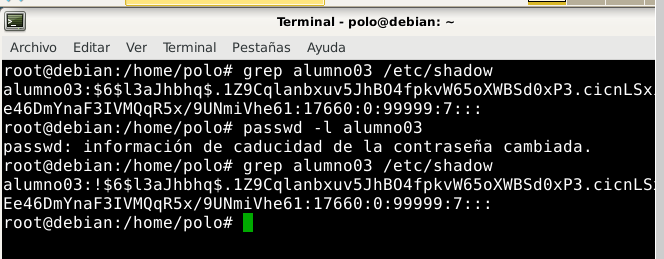 Terminal - polo@debian: ~
Archivo Editar Ver Terminal Pestañas Ayuda
root@debian:/home/polo# grep alumno03 /etc/shadow
alumno03:$6$l3aJhbhq$.1Z9Cqlanbxuv5JhBO4fpkvW65oXWBSd0xP3.cicnLSx
e46DmYnaF3IVMQqR5x/9UNmiVhe61:17660:0:99999:7:::
root@debian:/home/polo# passwd -l alumno03
passwd: información de caducidad de la contraseña cambiada.
root@debian:/home/polo# grep alumno03 /etc/shadow
alumno03:!$6$l3aJhbhq$.1Z9Cqlanbxuv5JhBO4fpkvW65oXWBSd0xP3.cicnLS
Ee46DmYnaF3IVMQqR5x/9UNmiVhe61:17660:0:99999:7:::
root@debian:/home/polo#